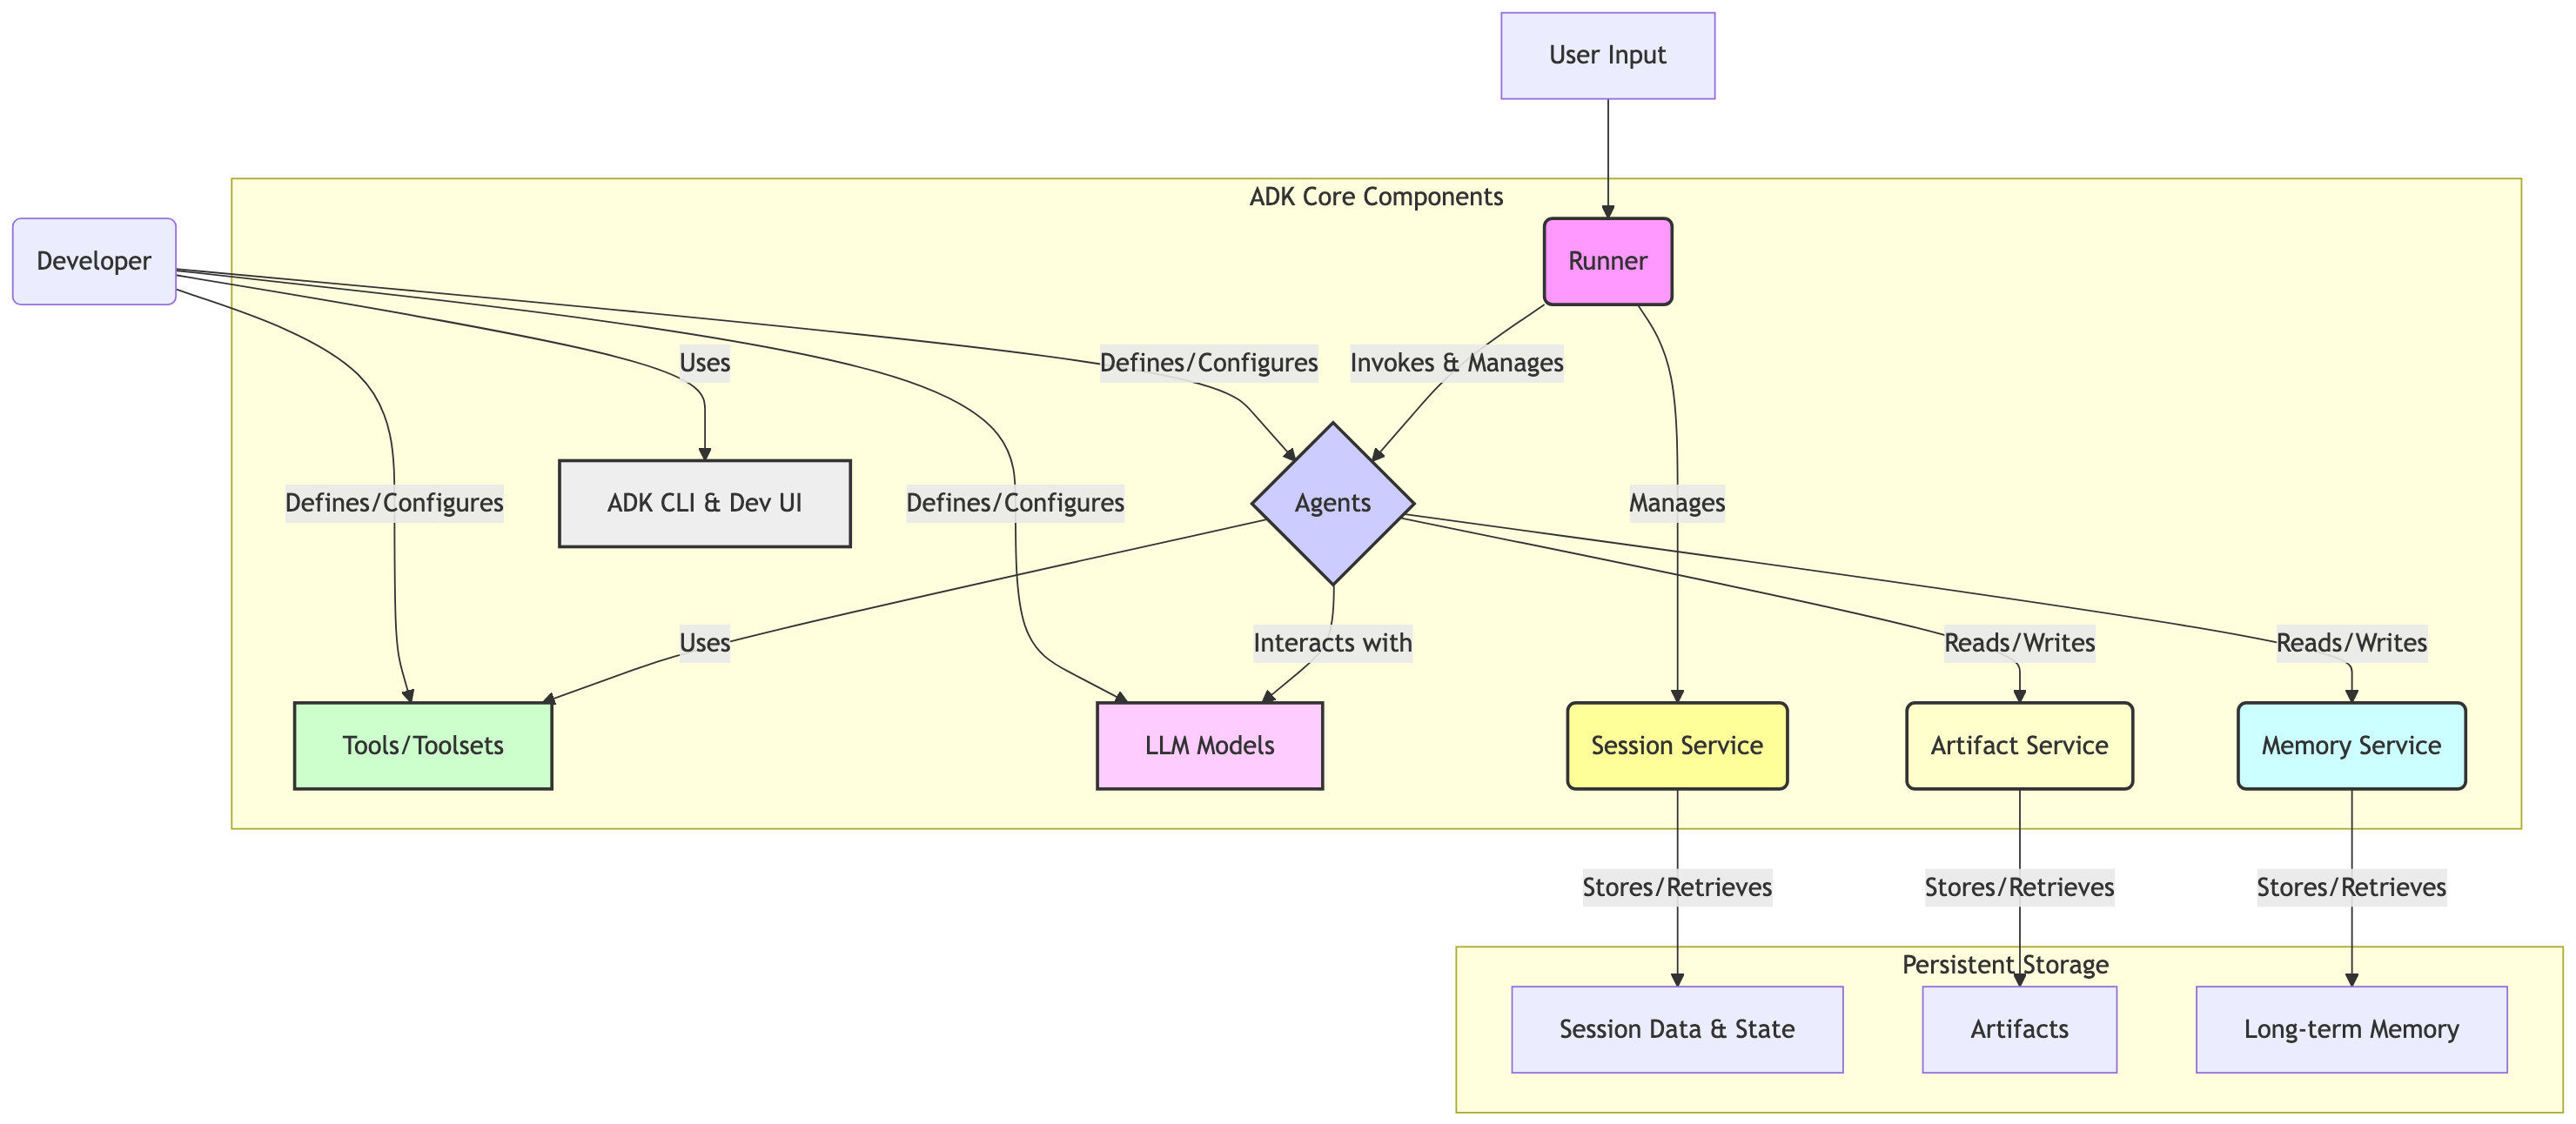 User Input
ADK Core Components
Developer
Runner
Uses
Defines/Configures
Invokes & Manages
Defines/Configures
ADK CLI & Dev UI
Defines/Configures
Agents
Manages
Uses
Interacts with
Reads/Writes
Reads/Writes
Tools/Toolsets
LLM Models
Session Service
Artifact Service
Memory Service
Stores/Retrieves
Stores/Retrieves
Stores/Retrieves
Persistent Storage
Session Data & State
Artifacts
Long-term Memory